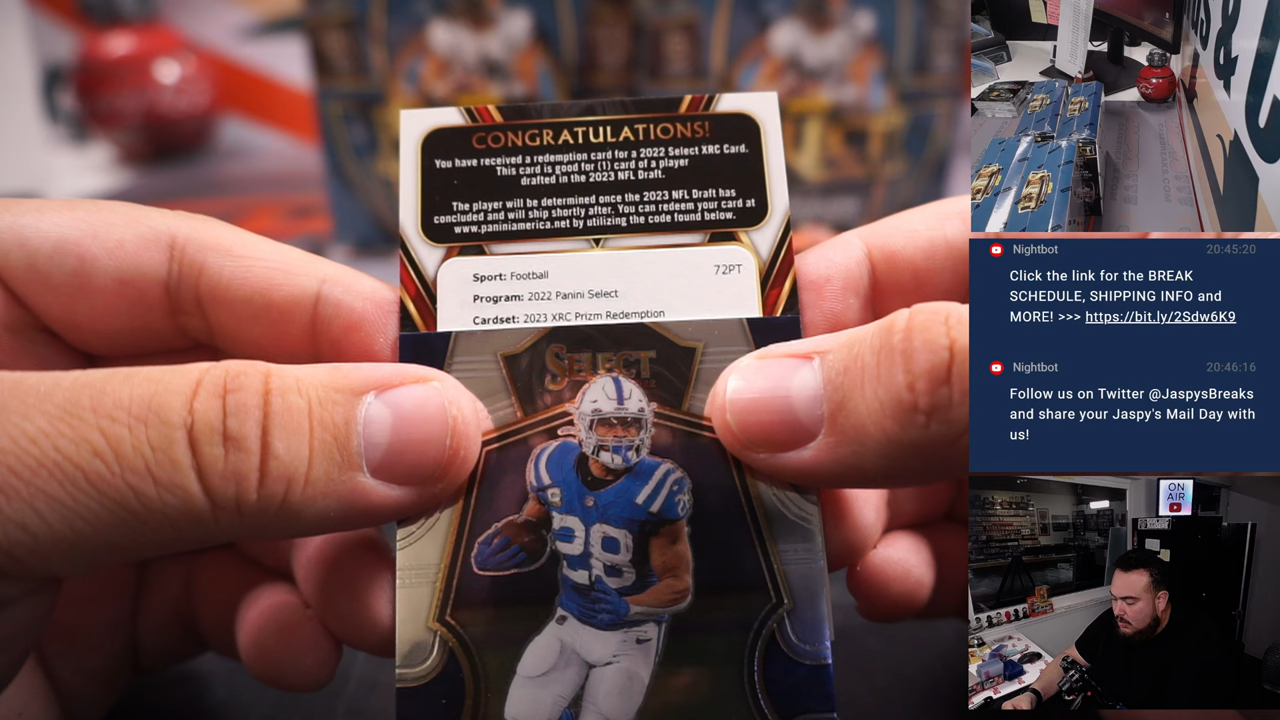 CONGRATULATIONS!
You have received a redemption card for a 2022 Select XRC Card.
This card is good for (1) card of a player
drafted in the 2023 NFL Draft.
The player will be determined once the 2023 NFL Draft has
concluded and will ship shortly after. You can redeem your card at
www.paniniamerica.net by utilizing the code found below.
Sport: Football
72PT
Program: 2022 Panini Select
Cardset: 2023 XRC Prizm Redemption
SELECT
28
Nightbot
20:45:20
Click the link for the BREAK
SCHEDULE, SHIPPING INFO and
MORE! >>> https://bit.ly/2Sdw6K9
Nightbot
20:46:16
Follow us on Twitter @JaspysBreaks
and share your Jaspy's Mail Day with
us!
ON
AIR